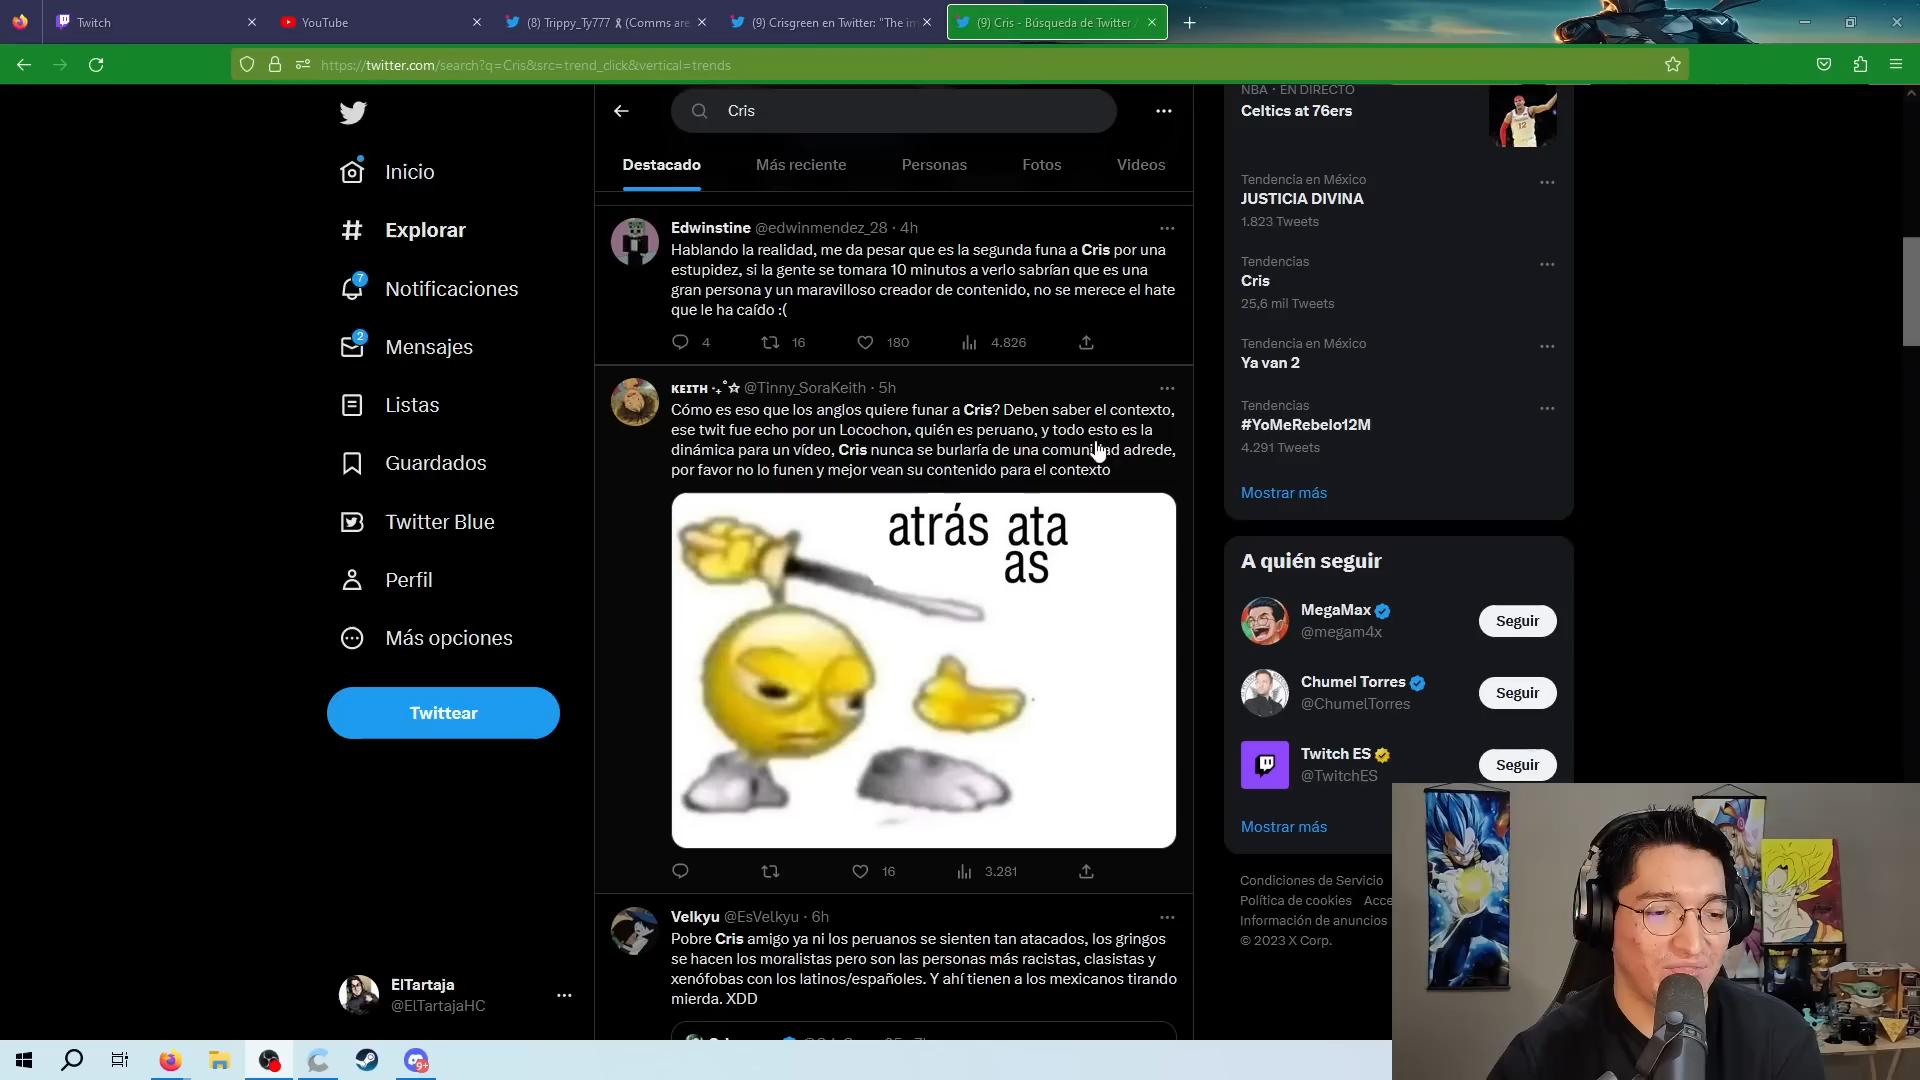 Twitch
YouTube
(8) Trippy_Ty777 🎗 (Comms are
(9) Crisgreen en Twitter: "The im
(9) Cris - Búsqueda de Twitter /
https://twitter.com/search?q=Cris&src=trend_click&vertical=trends
Inicio
Explorar
7
Notificaciones
2
Mensajes
Listas
Guardados
Twitter Blue
Perfil
Más opciones
Twittear
ElTartaja
@ElTartajaHC
Cris
Destacado
Más reciente
Personas
Fotos
Videos
Edwinstine @edwinmendez_28 · 4h
Hablando la realidad, me da pesar que es la segunda funa a Cris por una
estupidez, si la gente se tomara 10 minutos a verlo sabrían que es una
gran persona y un maravilloso creador de contenido, no se merece el hate
que le ha caído :(
4
16
180
4.826
ᴋᴇɪᴛʜ ‧₊˚☆ @Tinny_SoraKeith · 5h
Cómo es eso que los anglos quiere funar a Cris? Deben saber el contexto,
ese twit fue echo por un Locochon, quién es peruano, y todo esto es la
dinámica para un vídeo, Cris nunca se burlaría de una comunidad adrede,
por favor no lo funen y mejor vean su contenido para el contexto
atrás ata
as
16
3.281
Velkyu @EsVelkyu · 6h
Pobre Cris amigo ya ni los peruanos se sienten tan atacados, los gringos
se hacen los moralistas pero son las personas más racistas, clasistas y
xenófobas con los latinos/españoles. Y ahí tienen a los mexicanos tirando
mierda. XDD
NBA · EN DIRECTO
Celtics at 76ers
Tendencia en México
JUSTICIA DIVINA
1.823 Tweets
Tendencias
Cris
25,6 mil Tweets
Tendencia en México
Ya van 2
Tendencias
#YoMeRebelo12M
4.291 Tweets
Mostrar más
A quién seguir
MegaMax
@megam4x
Seguir
Chumel Torres
@ChumelTorres
Seguir
Twitch ES
@TwitchES
Seguir
Mostrar más
Condiciones de Servicio
Política de cookies Acce
Información de anuncios
© 2023 X Corp.
9+